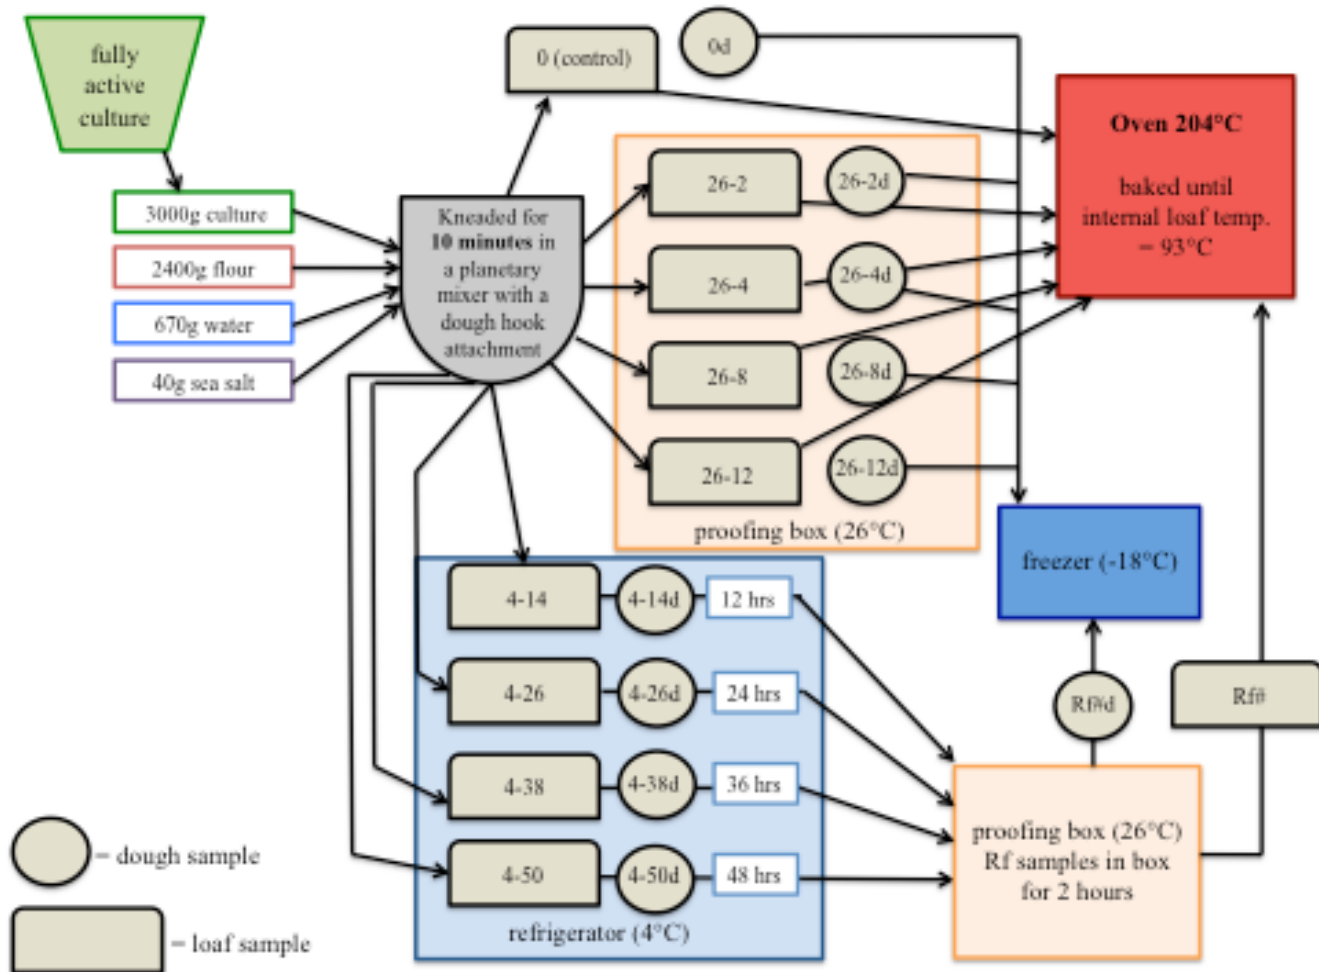 fully
active
culture
3000g culture
2400g flour
670g water
40g sea salt
Kneaded for
10 minutes in
a planetary
mixer with a
dough hook
attachment
0 (control)
0d
26-2
26-2d
26-4
26-4d
26-8
26-8d
26-12
26-12d
proofing box (26°C)
Oven 204°C
baked until
internal loaf temp.
= 93°C
freezer (-18°C)
4-14
4-14d
12 hrs
4-26
4-26d
24 hrs
4-38
4-38d
36 hrs
4-50
4-50d
48 hrs
refrigerator (4°C)
Rf#d
Rf#
proofing box (26°C)
Rf samples in box
for 2 hours
= dough sample
= loaf sample